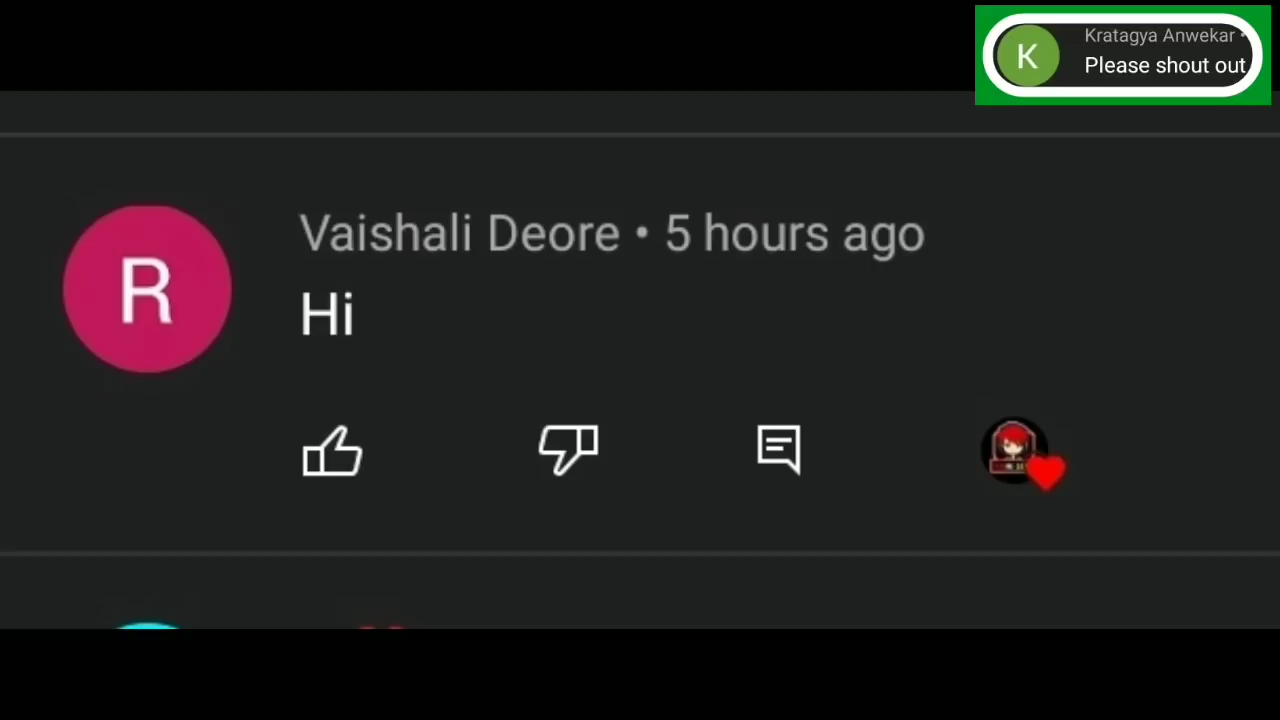 K
Kratagya Anwekar •
Please shout out
R
Vaishali Deore • 5 hours ago
Hi